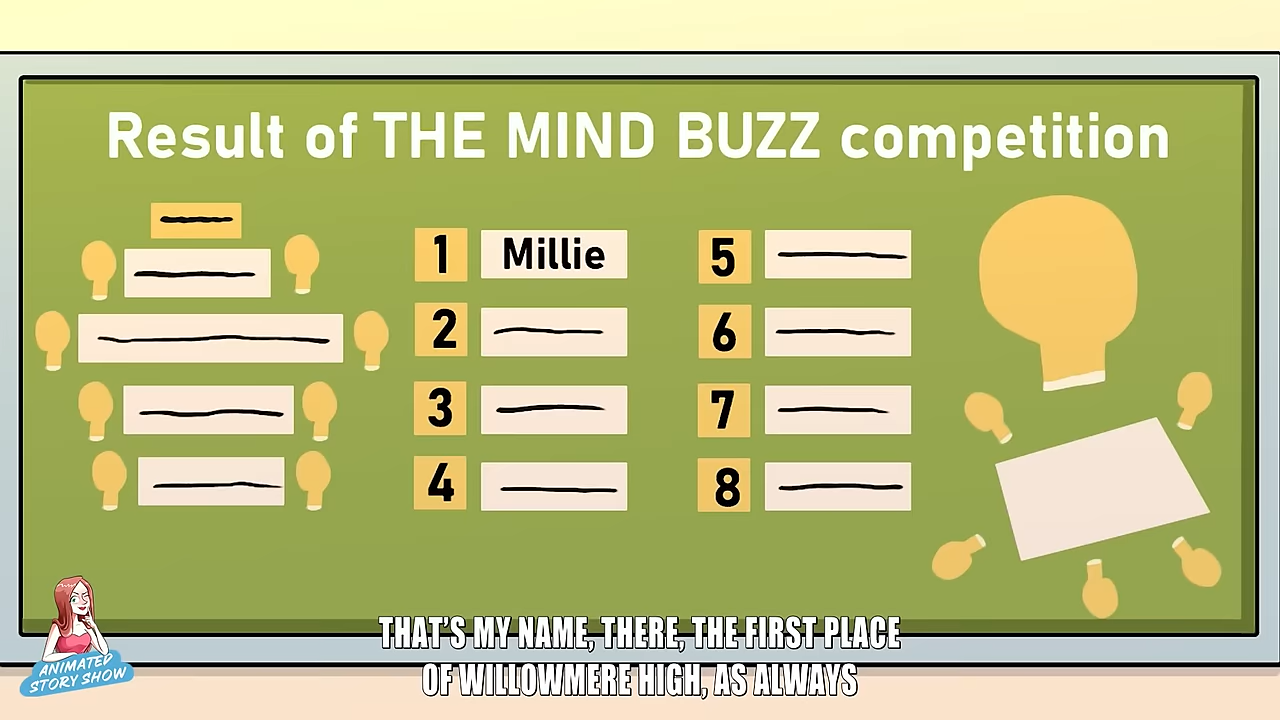 Result of THE MIND BUZZ competition
1 Millie
2
3
4
5
6
7
8
THAT'S MY NAME, THERE, THE FIRST PLACE
OF WILLOWMERE HIGH, AS ALWAYS
ANIMATED
STORY SHOW